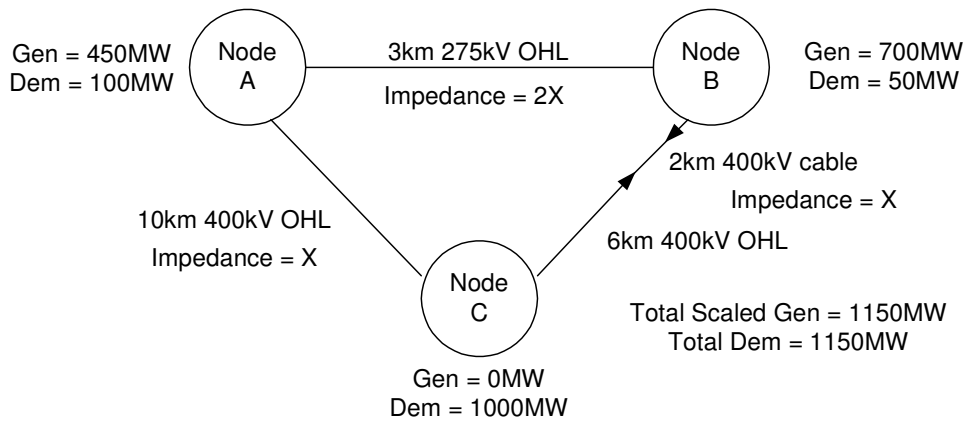 Gen = 450MW
Dem = 100MW
Node
A
3km 275kV OHL
Impedance = 2X
Node
B
Gen = 700MW
Dem = 50MW
2km 400kV cable
Impedance = X
10km 400kV OHL
Impedance = X
6km 400kV OHL
Node
C
Total Scaled Gen = 1150MW
Total Dem = 1150MW
Gen = 0MW
Dem = 1000MW